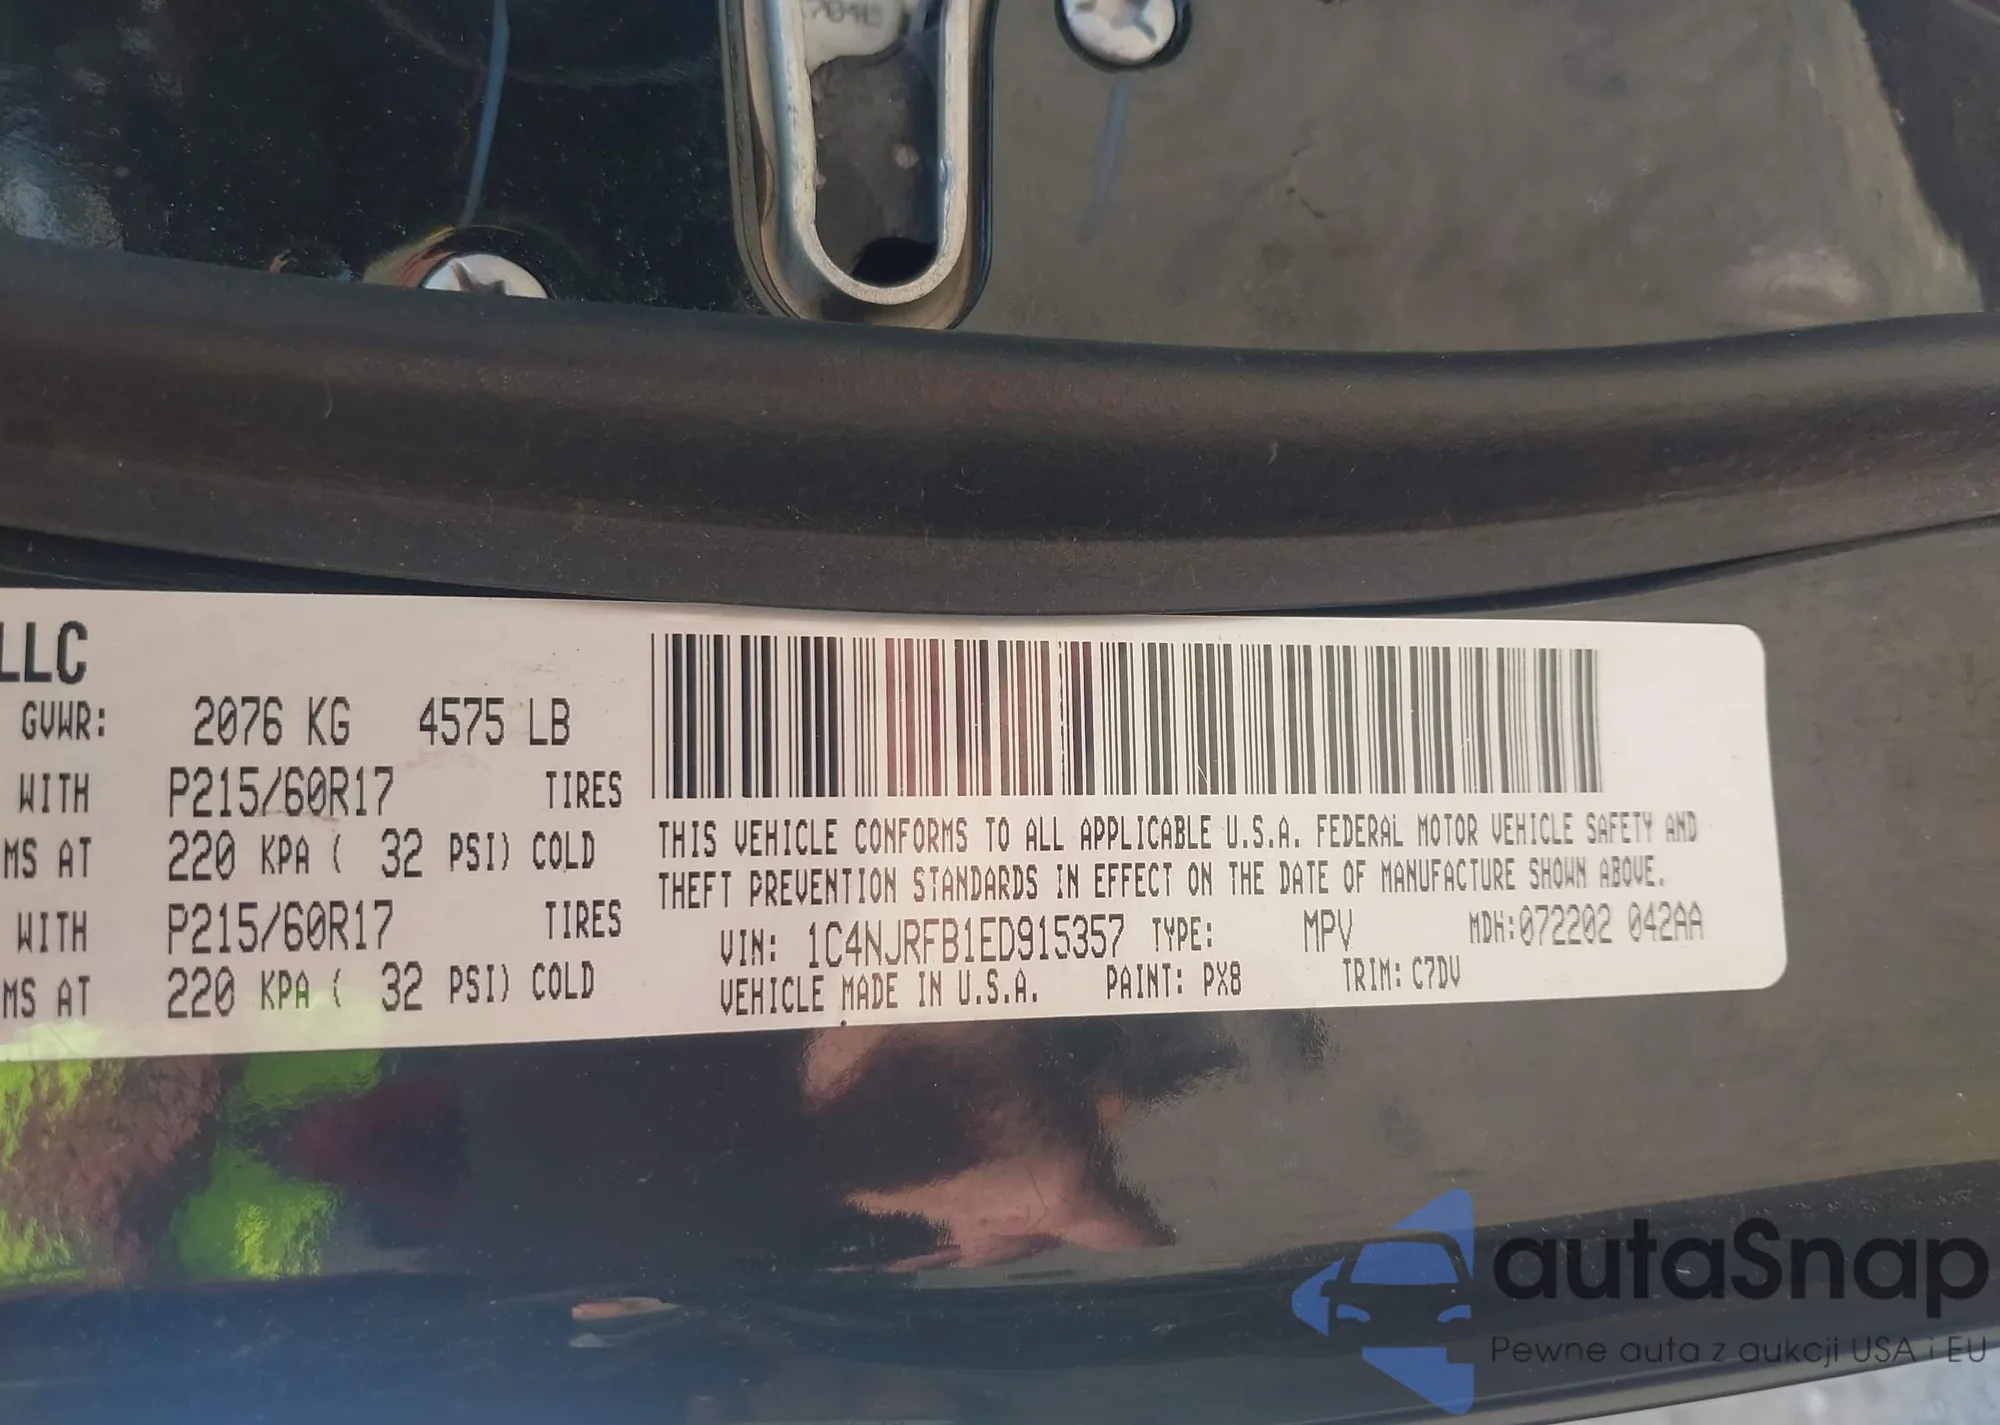 LLC
GVWR: 2076 KG 4575 LB
WITH P215/60R17 TIRES
MS AT 220 KPA ( 32 PSI) COLD
WITH P215/60R17 TIRES
MS AT 220 KPA ( 32 PSI) COLD
THIS VEHICLE CONFORMS TO ALL APPLICABLE U.S.A. FEDERAL MOTOR VEHICLE SAFETY AND
THEFT PREVENTION STANDARDS IN EFFECT ON THE DATE OF MANUFACTURE SHOWN ABOVE.
VIN: 1C4NJRFB1ED915357 TYPE: MPV MDH:072202 042AA
VEHICLE MADE IN U.S.A. PAINT: PX8 TRIM: C7DV
autaSnap
Pewne auta z aukcji USA i EU